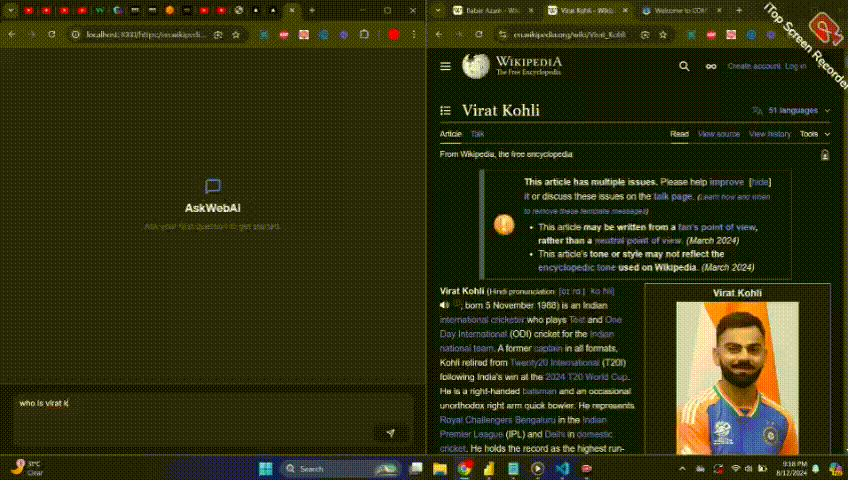 localhost:3000/https://en.wikipedi...
AskWebAI
Ask your first question to get started.
who is virat k
Babar Azam - Wiki
Virat Kohli - Wikip
Welcome to CDN
en.wikipedia.org/wiki/Virat_Kohli
iTop Screen Recorder
WIKIPEDIA
The Free Encyclopedia
Create account
Log in
Virat Kohli
51 languages
Article
Talk
Read
View source
View history
Tools
From Wikipedia, the free encyclopedia
This article has multiple issues. Please help improve [hide]
it or discuss these issues on the talk page. (Learn how and when
to remove these template messages)
• This article may be written from a fan's point of view,
rather than a neutral point of view. (March 2024)
• This article's tone or style may not reflect the
encyclopedic tone used on Wikipedia. (March 2024)
Virat Kohli (Hindi pronunciation:
; born 5 November 1988) is an Indian
international cricketer who plays Test and One
Day International (ODI) cricket for the Indian
national team. A former captain in all formats,
Kohli retired from Twenty20 International (T20I)
following India's win at the 2024 T20 World Cup.
He is a right-handed batsman and an occasional
unorthodox right arm quick bowler. He represents
Royal Challengers Bengaluru in the Indian
Premier League (IPL) and Delhi in domestic
cricket. He holds the record as the highest run-
Virat Kohli
31°C
Clear
Search
9:18 PM
8/12/2024